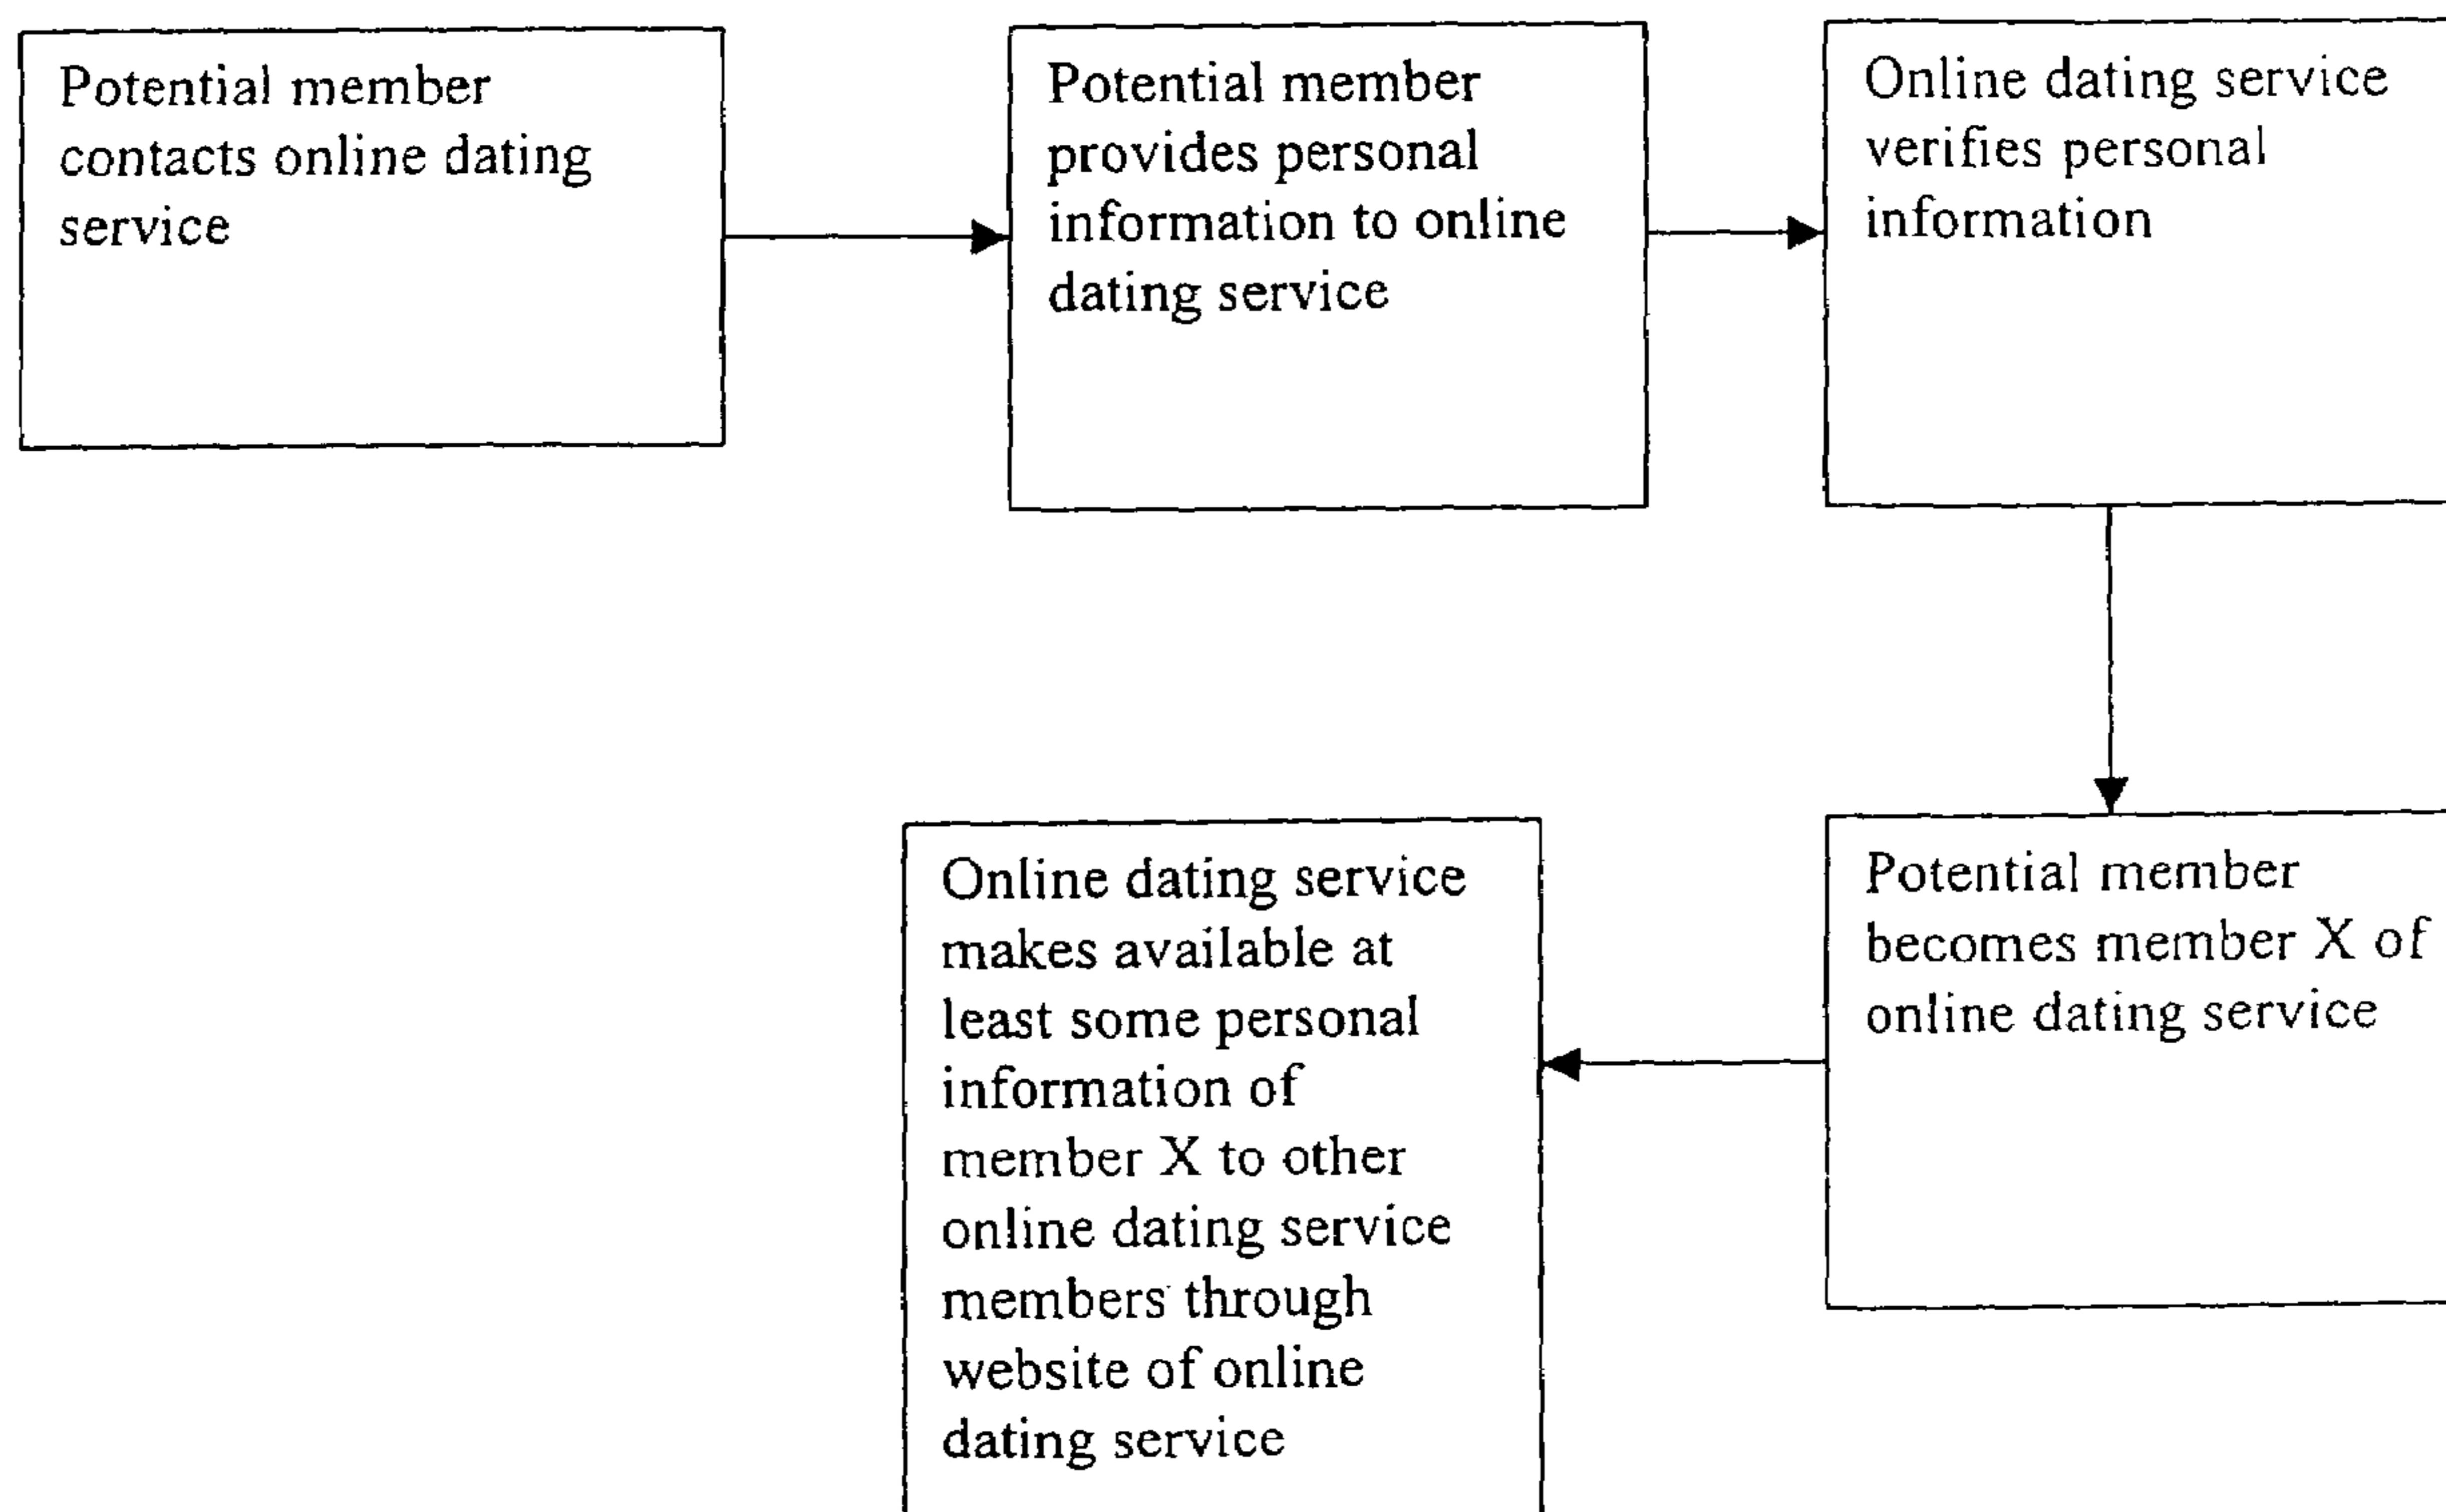 Potential member
contacts online dating
service
Potential member
provides personal
information to online
dating service
Online dating service
verifies personal
information
Potential member
becomes member X of
online dating service
Online dating service
makes available at
least some personal
information of
member X to other
online dating service
members through
website of online
dating service